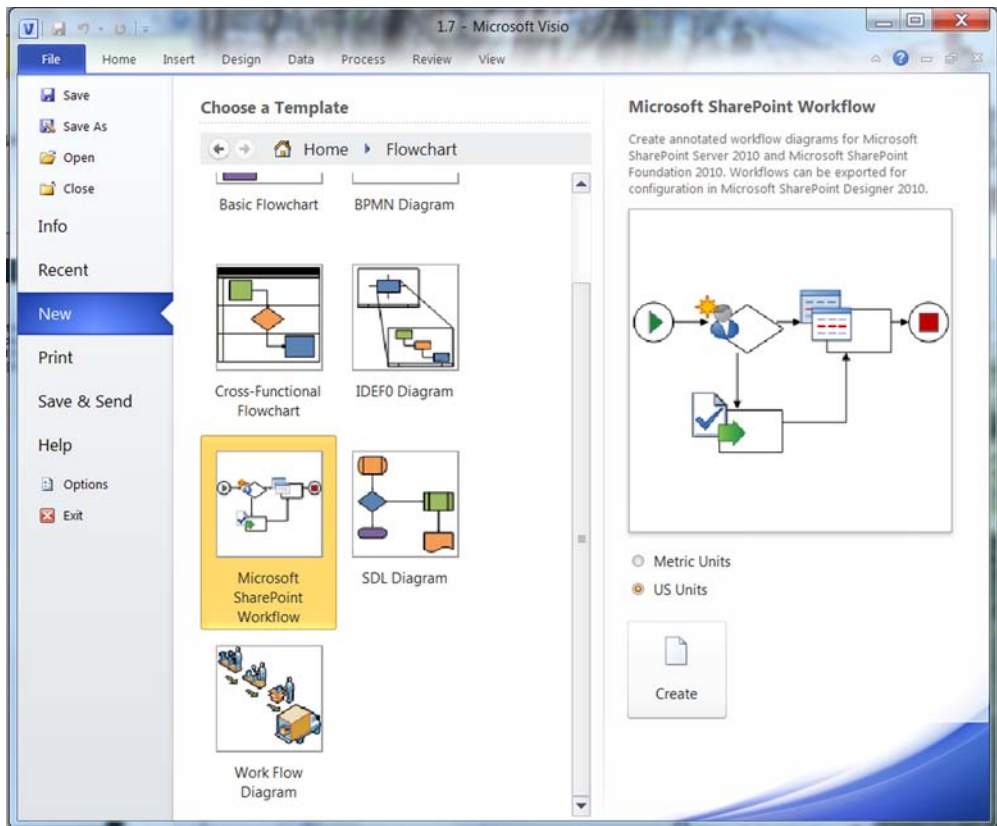 1.7 - Microsoft Visio
File Home Insert Design Data Process Review View
Save
Save As
Open
Close
Info
Recent
New
Print
Save & Send
Help
Options
Exit
Choose a Template
Home Flowchart
Basic Flowchart
BPMN Diagram
Cross-Functional
Flowchart
IDEF0 Diagram
Microsoft
SharePoint
Workflow
SDL Diagram
Work Flow
Diagram
Microsoft SharePoint Workflow
Create annotated workflow diagrams for Microsoft
SharePoint Server 2010 and Microsoft SharePoint
Foundation 2010. Workflows can be exported for
configuration in Microsoft SharePoint Designer 2010.
Metric Units
US Units
Create